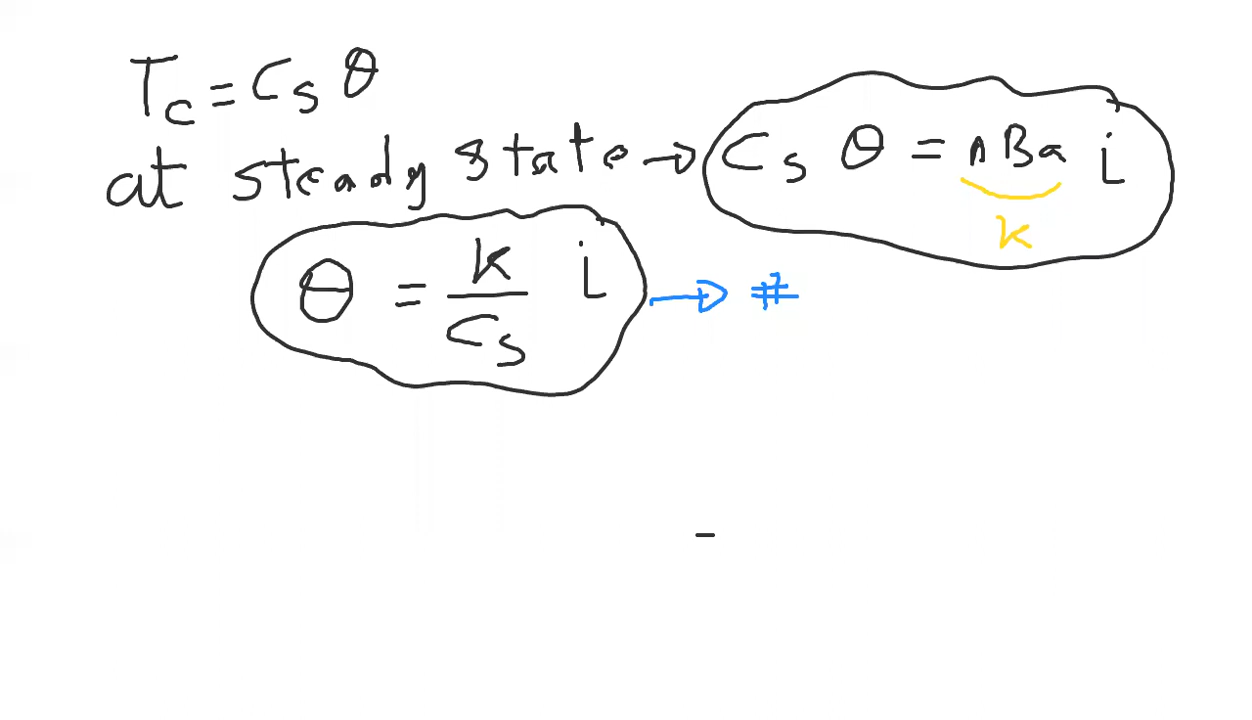 Tc = Cs θ
at steady state → Cs θ = nBa i
k
θ = k/Cs i → #